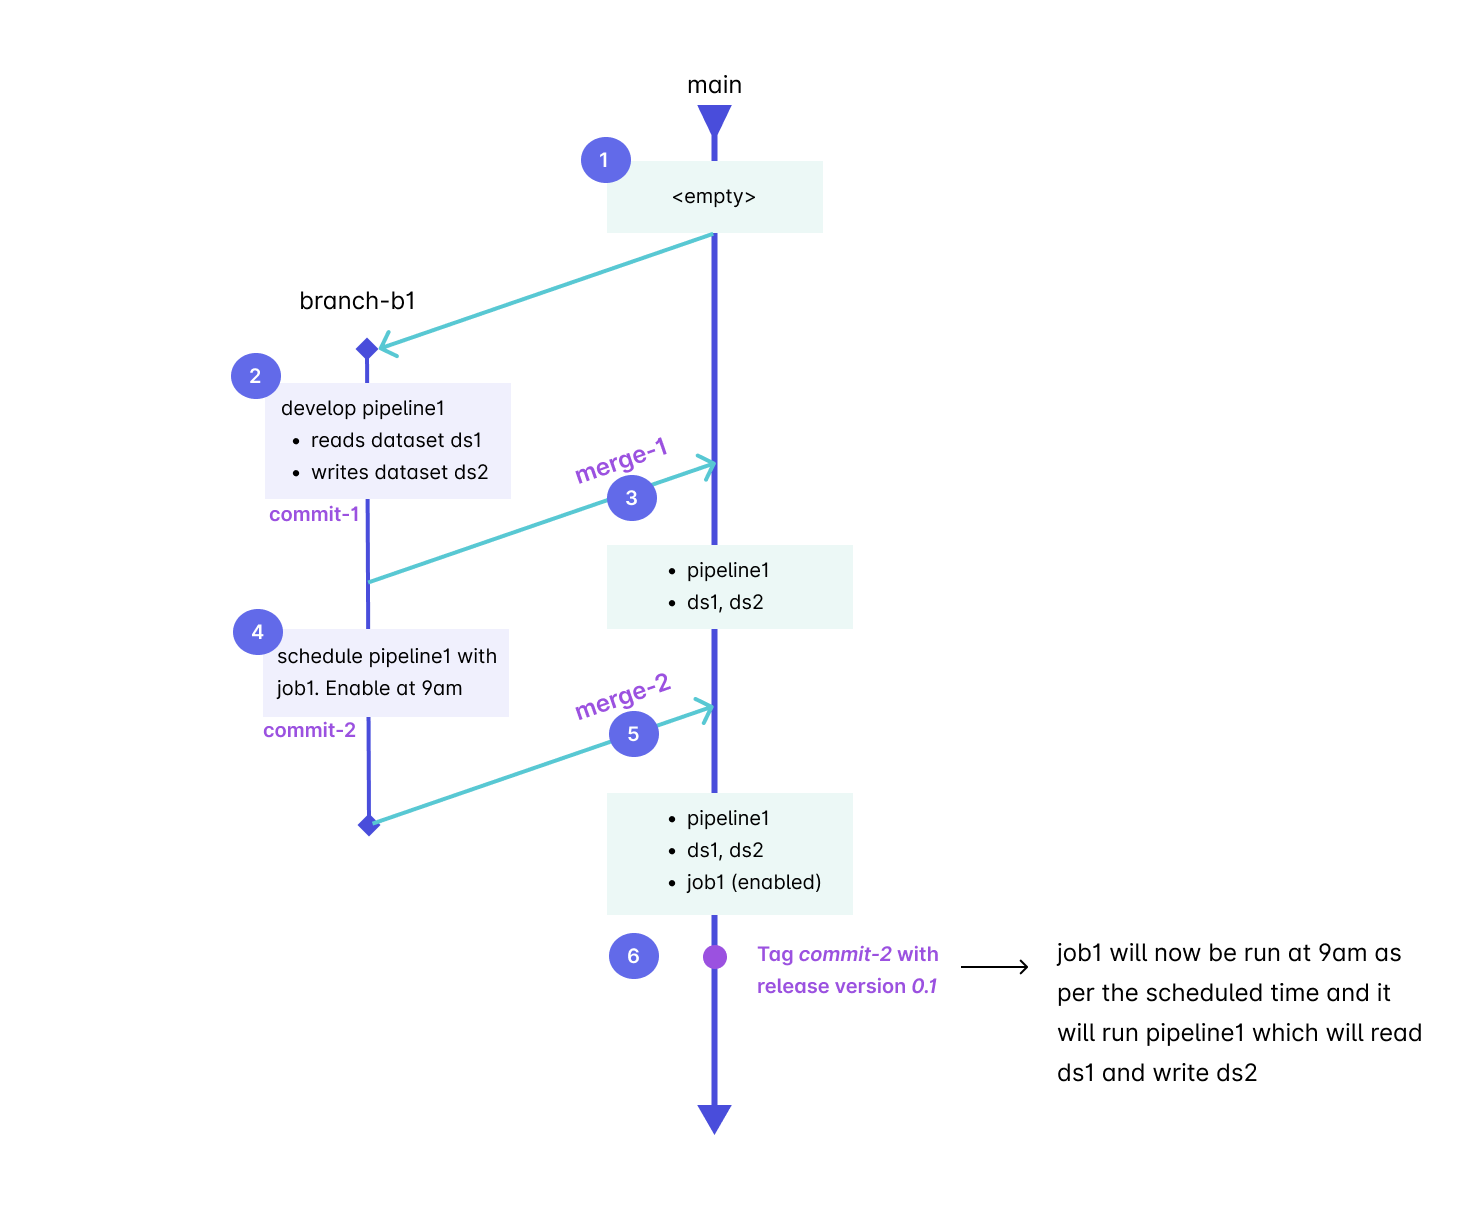 main
1
<empty>
branch-b1
2
develop pipeline1
• reads dataset ds1
• writes dataset ds2
commit-1
merge-1
3
• pipeline1
• ds1, ds2
4
schedule pipeline1 with
job1. Enable at 9am
commit-2
merge-2
5
• pipeline1
• ds1, ds2
• job1 (enabled)
6
Tag commit-2 with
release version 0.1
job1 will now be run at 9am as
per the scheduled time and it
will run pipeline1 which will read
ds1 and write ds2